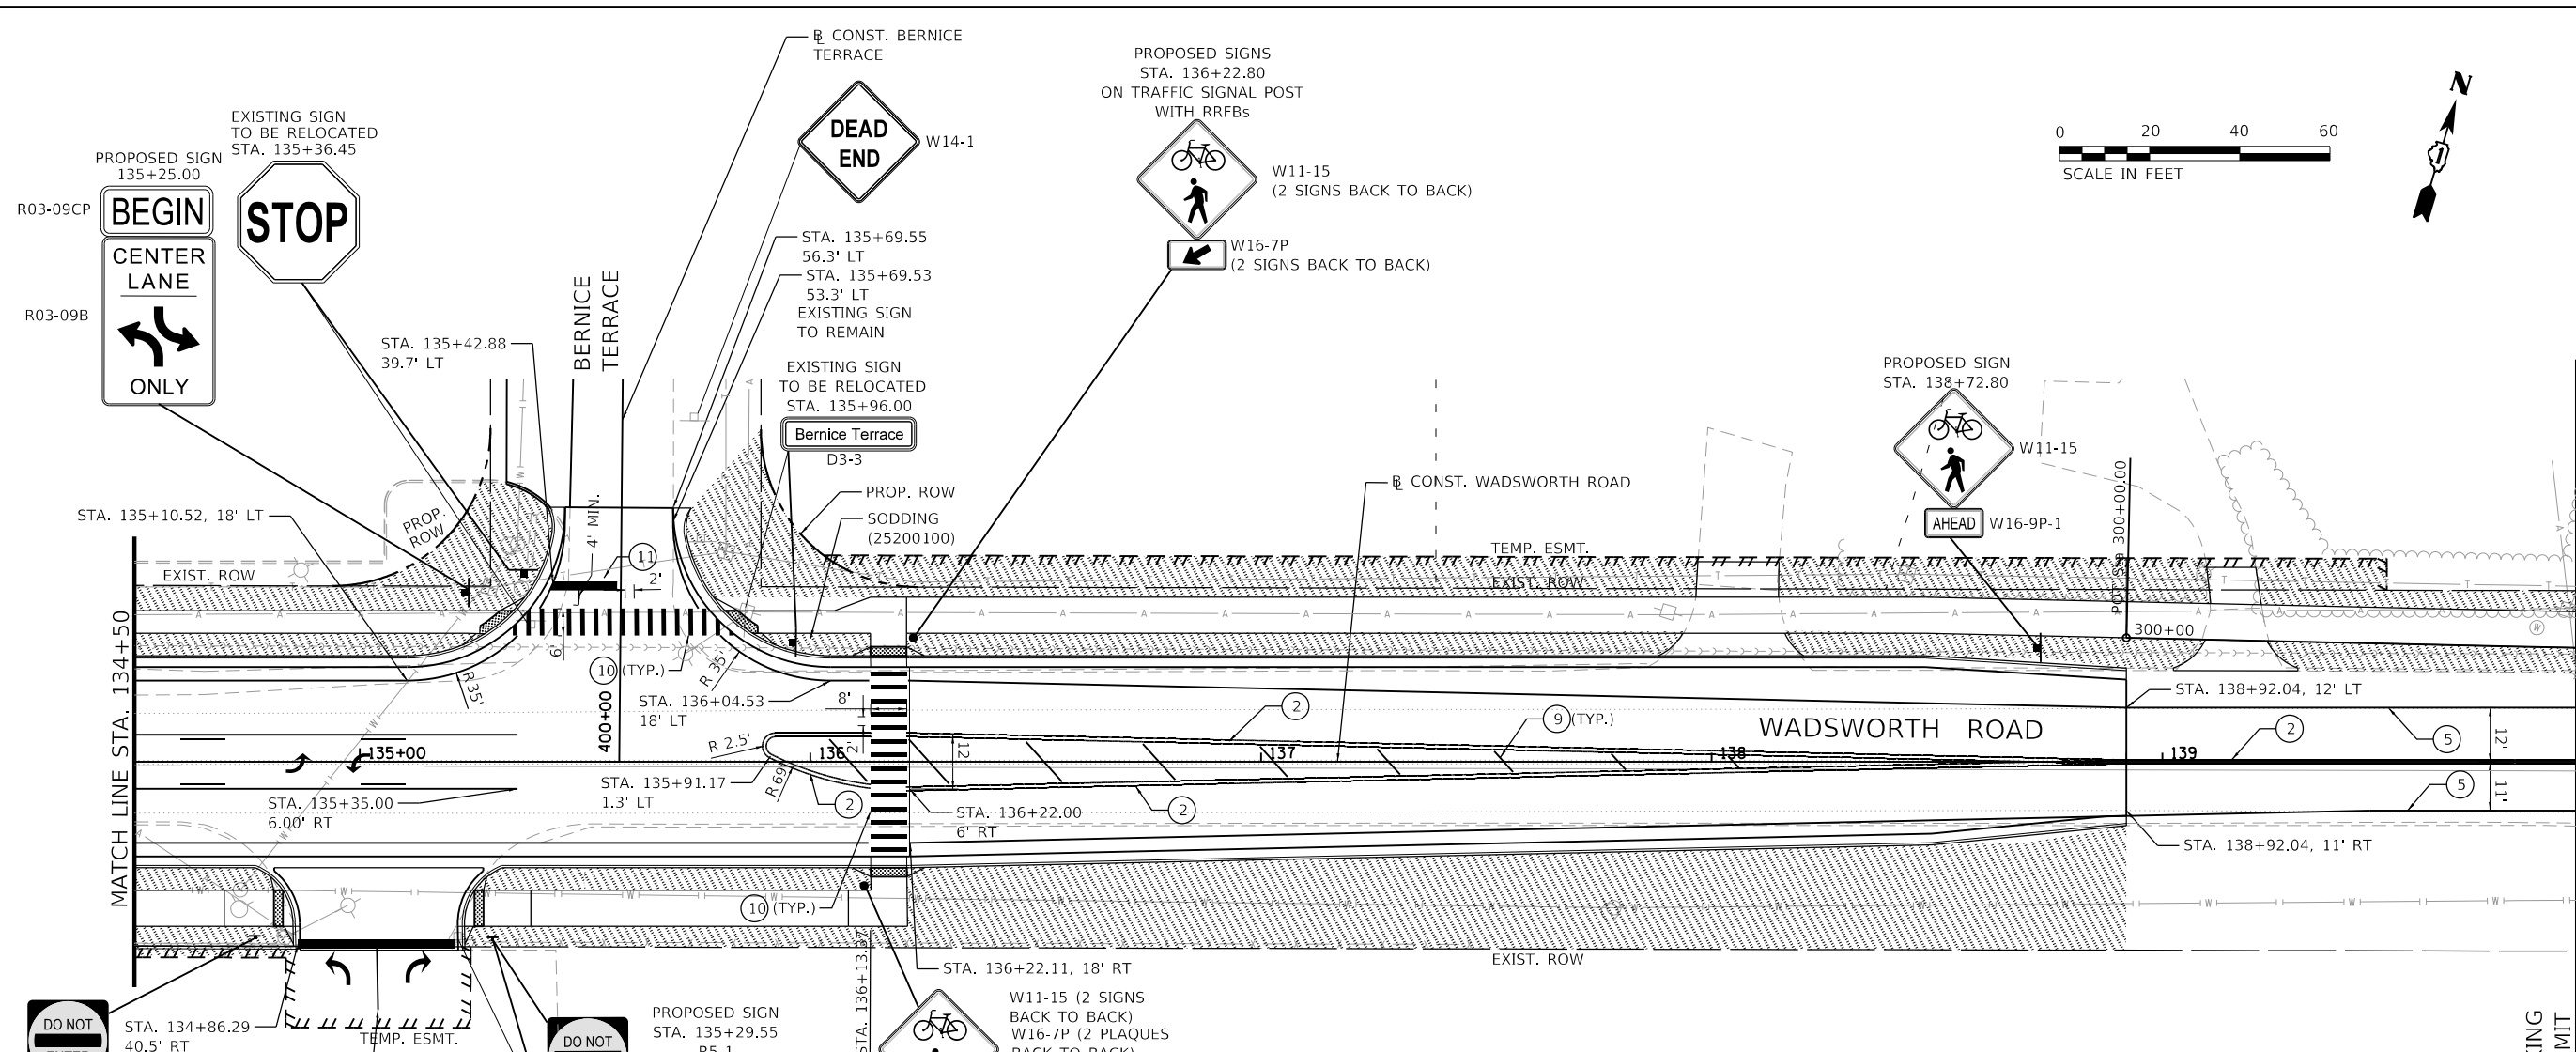 ℄ CONST. BERNICE
TERRACE
PROPOSED SIGNS
STA. 136+22.80
ON TRAFFIC SIGNAL POST
WITH RRFBs
N
1
0 20 40 60
SCALE IN FEET
EXISTING SIGN
TO BE RELOCATED
STA. 135+36.45
PROPOSED SIGN
135+25.00
R03-09CP
BEGIN
STOP
CENTER
LANE
ONLY
R03-09B
DEAD
END
W14-1
W11-15
(2 SIGNS BACK TO BACK)
W16-7P
(2 SIGNS BACK TO BACK)
STA. 135+69.55
56.3' LT
STA. 135+69.53
53.3' LT
EXISTING SIGN
TO REMAIN
BERNICE
TERRACE
STA. 135+42.88
39.7' LT
EXISTING SIGN
TO BE RELOCATED
STA. 135+96.00
Bernice Terrace
D3-3
PROPOSED SIGN
STA. 138+72.80
W11-15
AHEAD
W16-9P-1
℄ CONST. WADSWORTH ROAD
PROP. ROW
SODDING
(25200100)
STA. 135+10.52, 18' LT
PROP.
ROW
4' MIN.
11
2'
POT Sta 300+00.00
TEMP. ESMT.
EXIST. ROW
EXIST. ROW
300+00
MATCH LINE STA. 134+50
6'
10 (TYP.)
R 35'
R 35'
400+00
STA. 136+04.53
18' LT
8'
2'
2
9 (TYP.)
WADSWORTH ROAD
STA. 138+92.04, 12' LT
2
5
12'
R 2.5'
135+00
136
12
137
138
139
STA. 135+35.00
6.00' RT
STA. 135+91.17
1.3' LT
R 69'
2
STA. 136+22.00
6' RT
2
5
11'
STA. 138+92.04, 11' RT
10 (TYP.)
STA. 136+13.37
STA. 136+22.11, 18' RT
EXIST. ROW
DO NOT
STA. 134+86.29
40.5' RT
TEMP. ESMT.
DO NOT
PROPOSED SIGN
STA. 135+29.55
R5-1
W11-15 (2 SIGNS
BACK TO BACK)
W16-7P (2 PLAQUES
BACK TO BACK)